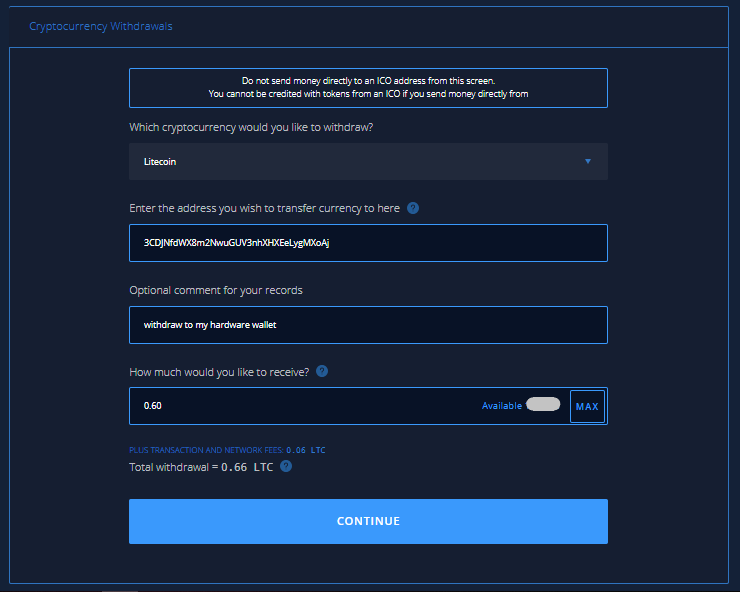 Cryptocurrency Withdrawals
Do not send money directly to an ICO address from this screen.
You cannot be credited with tokens from an ICO if you send money directly from
Which cryptocurrency would you like to withdraw?
Litecoin
Enter the address you wish to transfer currency to here ?
3CDJNfdWX8m2NwuGUV3nhXHXEeLygMXoAj
Optional comment for your records
withdraw to my hardware wallet
How much would you like to receive? ?
0.60 Available MAX
PLUS TRANSACTION AND NETWORK FEES: 0.06 LTC
Total withdrawal = 0.66 LTC ?
CONTINUE